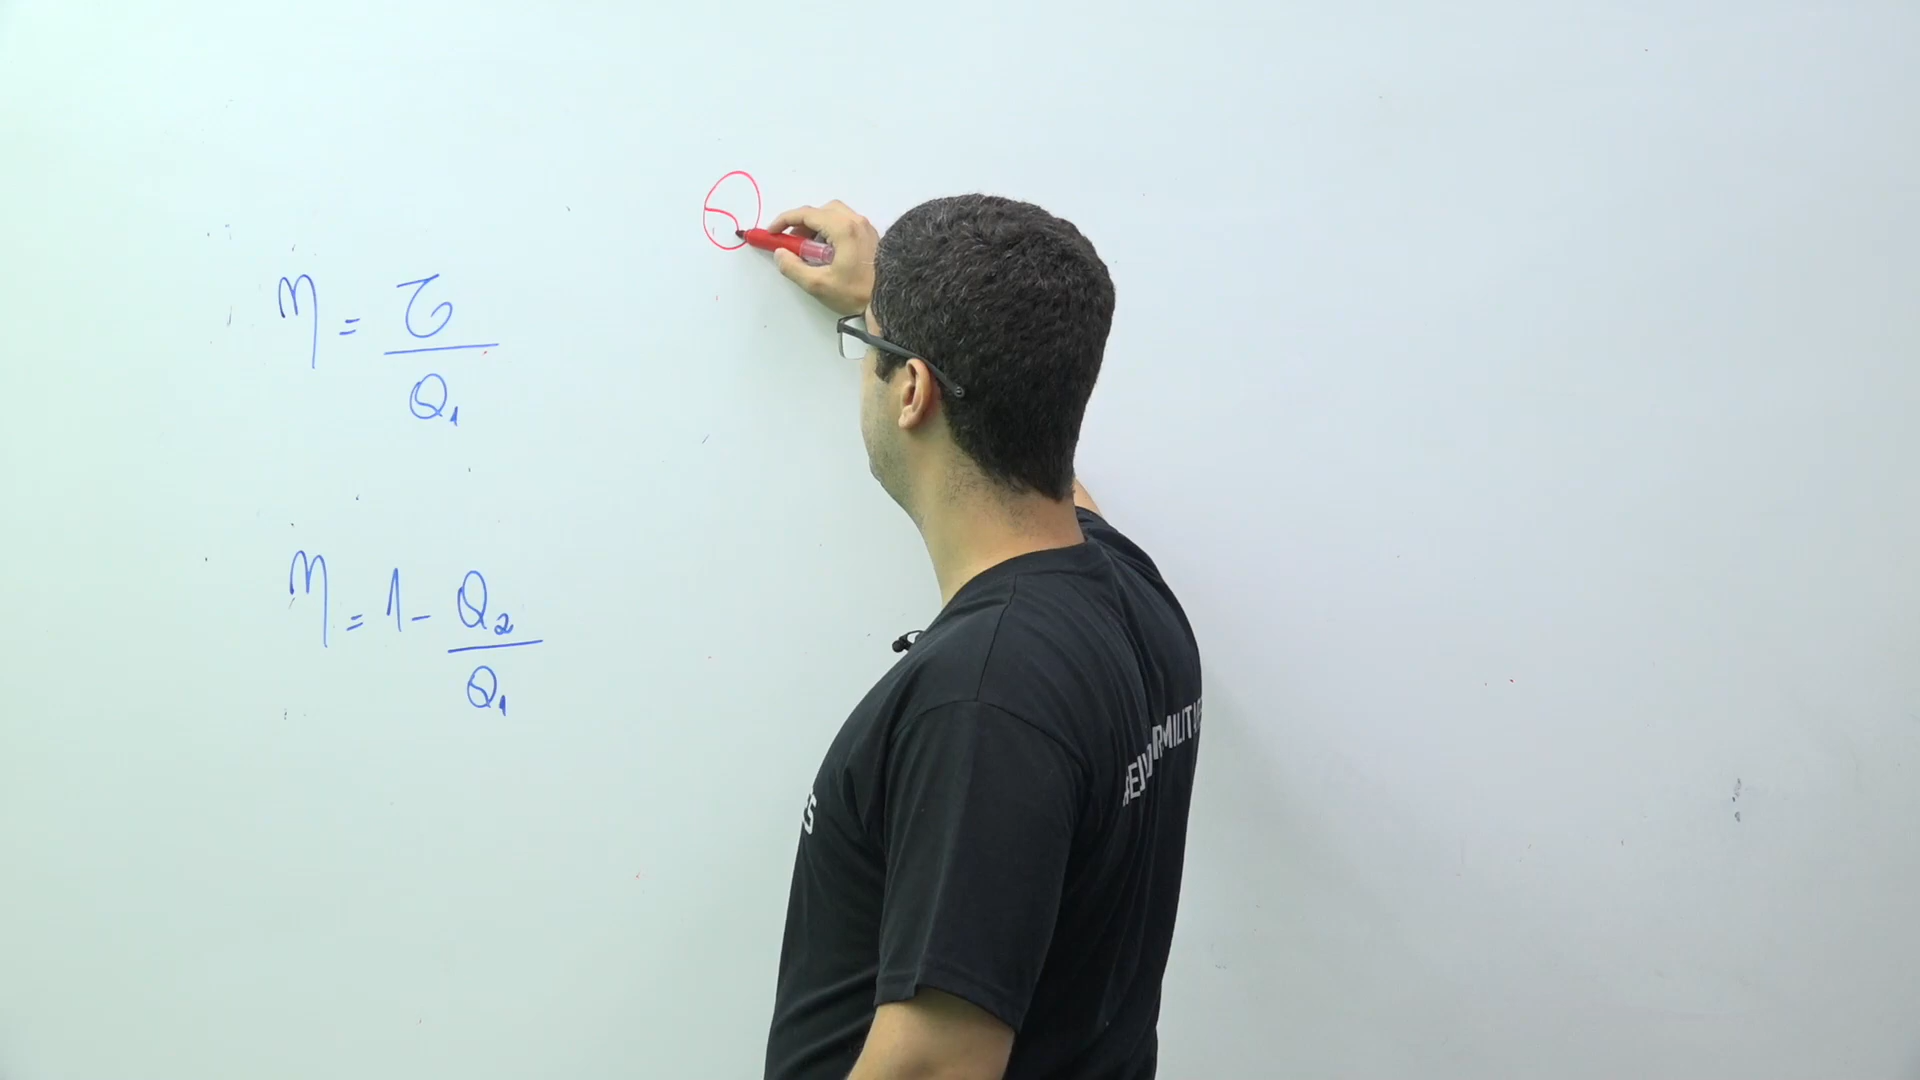 η = τ / Q₁
η = 1 - Q₂ / Q₁